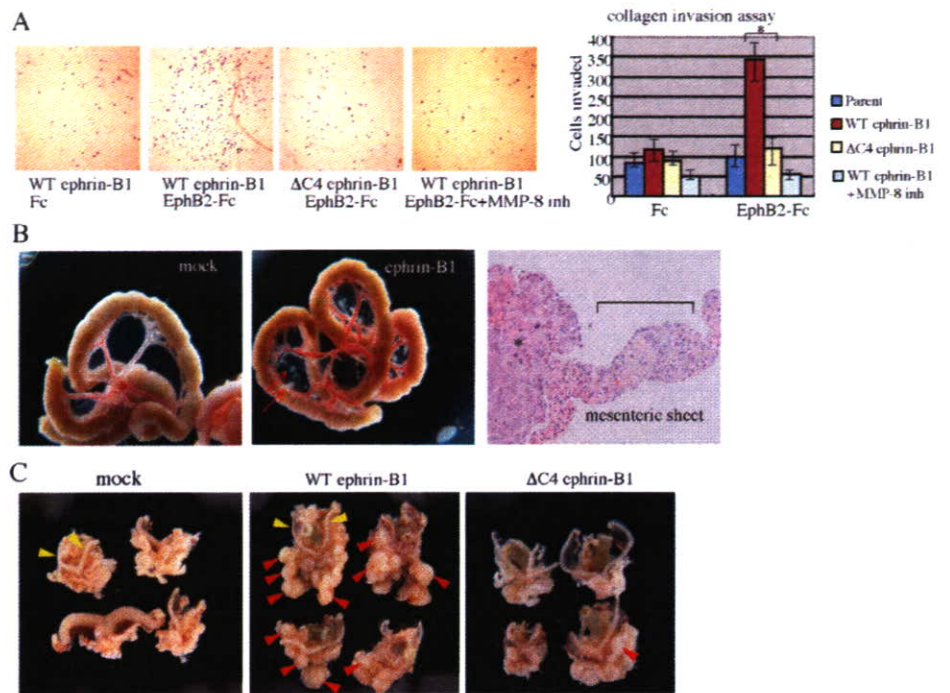 A
WT ephrin-B1
Fc
WT ephrin-B1
EphB2-Fc
ΔC4 ephrin-B1
EphB2-Fc
WT ephrin-B1
EphB2-Fc+MMP-8 inh
collagen invasion assay
Cells invaded
400
350
300
250
200
150
100
50
0
*
Fc
EphB2-Fc
Parent
WT ephrin-B1
ΔC4 ephrin-B1
WT ephrin-B1
+MMP-8 inh
B
mock
ephrin-B1
*
mesenteric sheet
C
mock
WT ephrin-B1
ΔC4 ephrin-B1